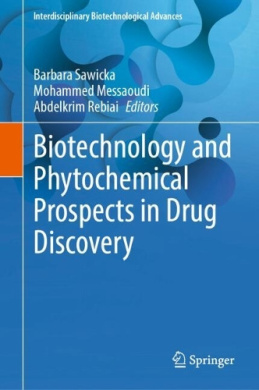 Interdisciplinary Biotechnological Advances
Barbara Sawicka
Mohammed Messaoudi
Abdelkrim Rebiai Editors
Biotechnology and
Phytochemical
Prospects in Drug
Discovery
Springer